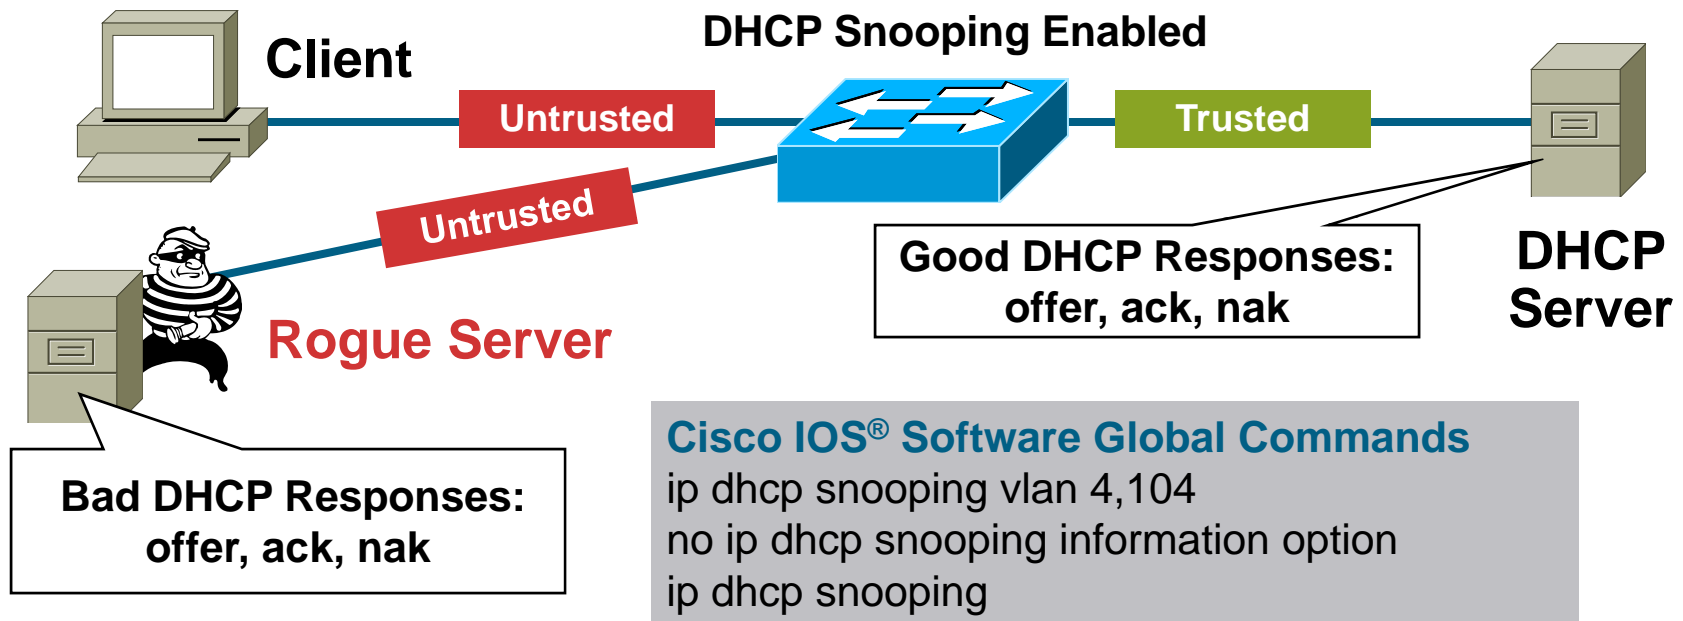 DHCP Snooping Enabled
Client
Untrusted
Trusted
Untrusted
DHCP
Server
Good DHCP Responses:
offer, ack, nak
Rogue Server
Bad DHCP Responses:
offer, ack, nak
Cisco IOS® Software Global Commands
ip dhcp snooping vlan 4,104
no ip dhcp snooping information option
ip dhcp snooping